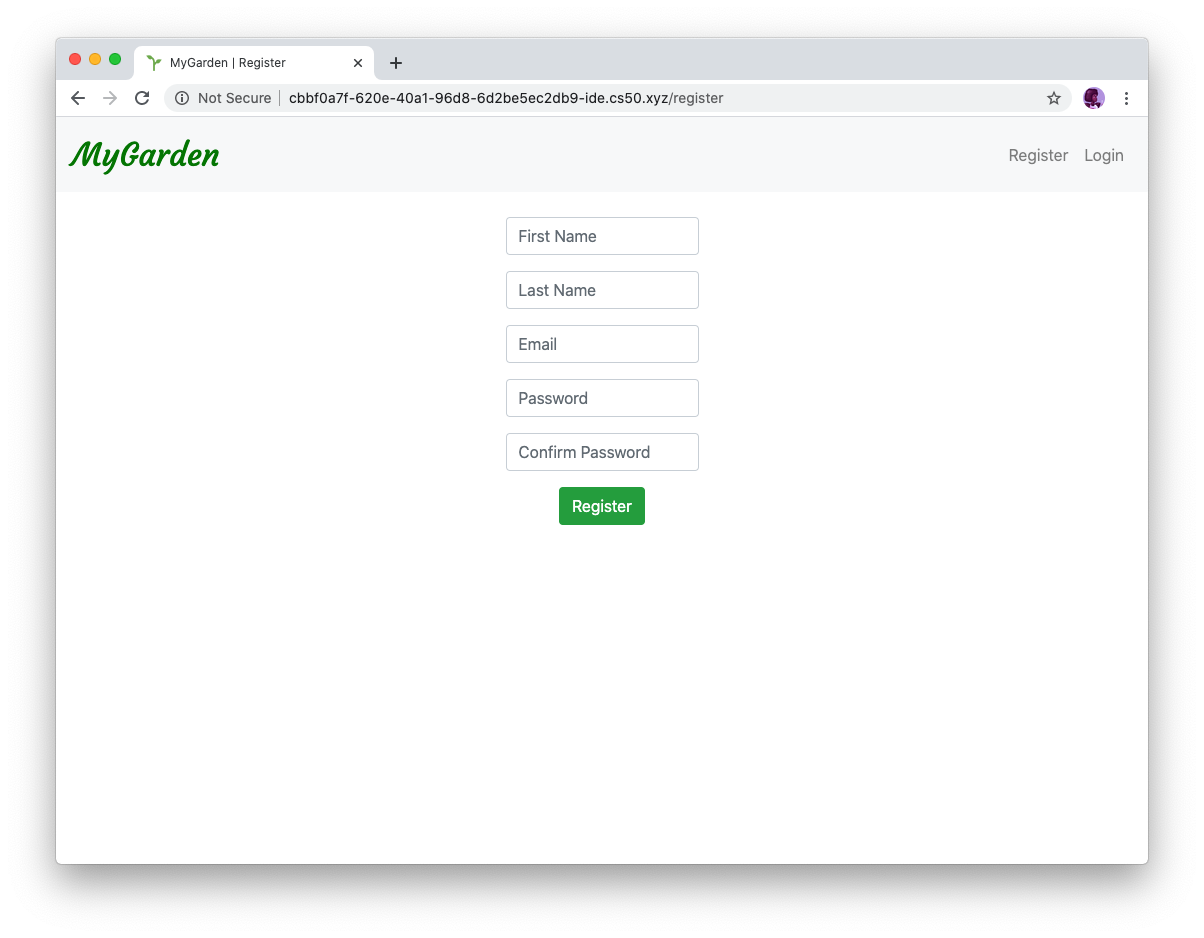 MyGarden | Register
Not Secure | cbbf0a7f-620e-40a1-96d8-6d2be5ec2db9-ide.cs50.xyz/register
MyGarden
Register Login
First Name
Last Name
Email
Password
Confirm Password
Register